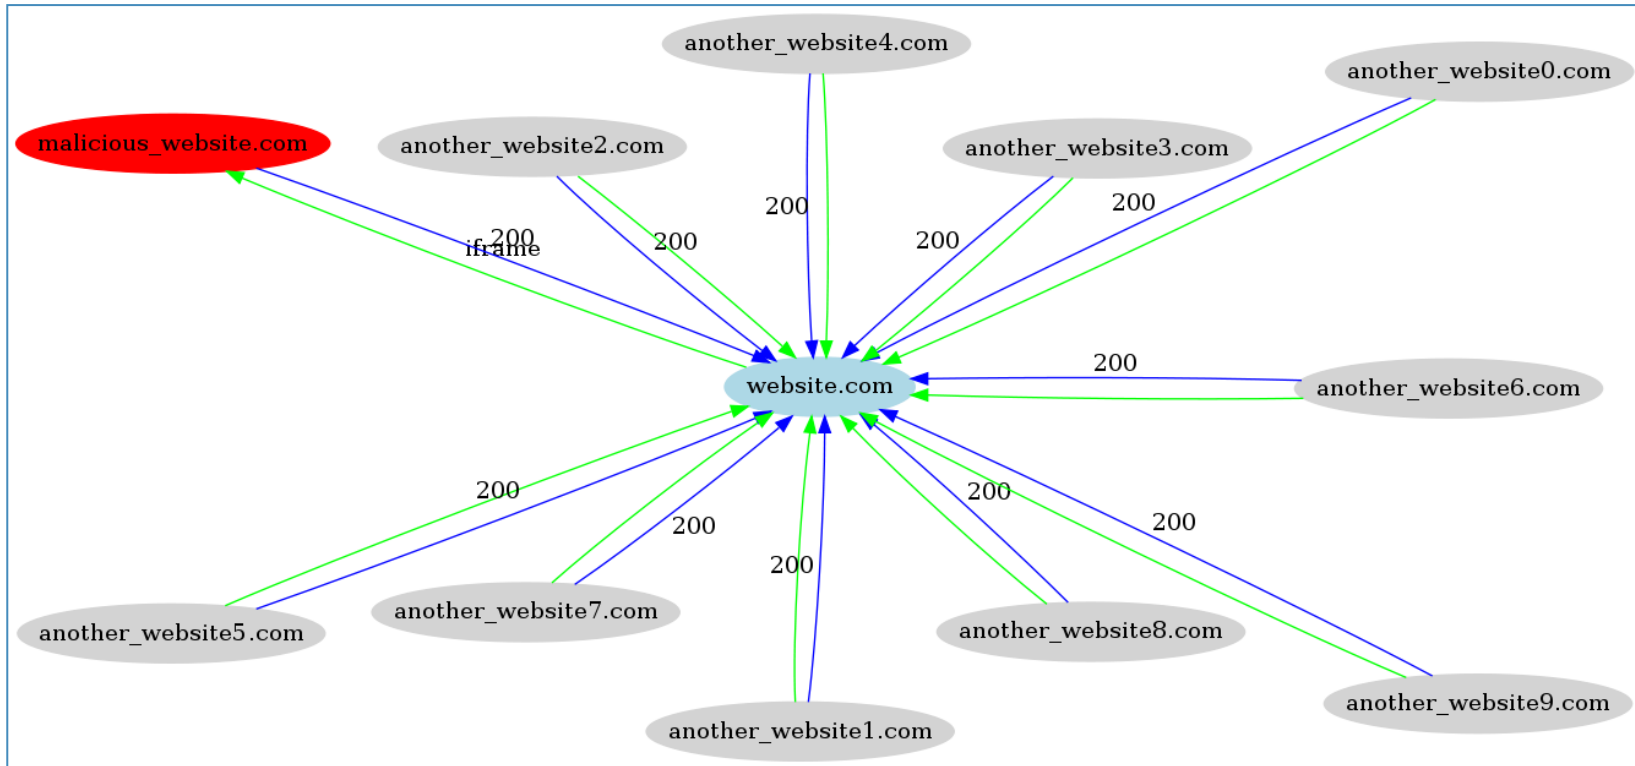 another_website4.com
another_website0.com
malicious_website.com
another_website2.com
another_website3.com
200
200
200
iframe
200
200
200
website.com
another_website6.com
200
200
200
200
200
200
another_website7.com
another_website5.com
another_website8.com
another_website9.com
another_website1.com